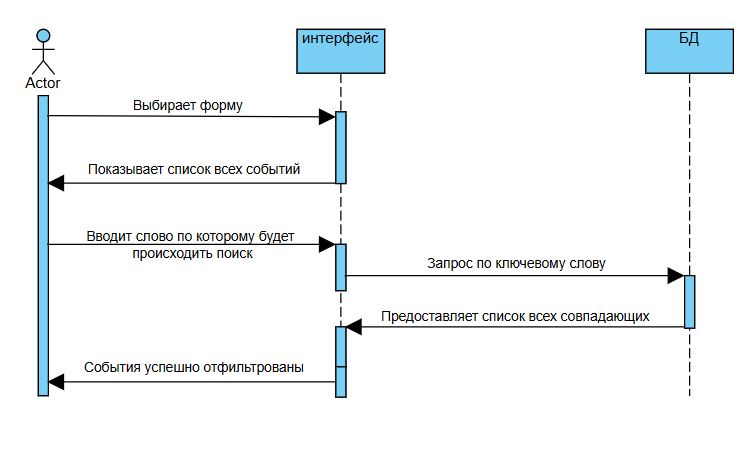 интерфейс
БД
Actor
Выбирает форму
Показывает список всех событий
Вводит слово по которому будет
происходить поиск
Запрос по ключевому слову
Предоставляет список всех совпадающих
События успешно отфильтрованы